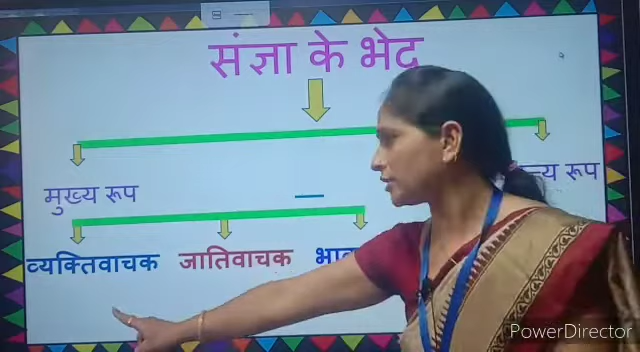 संज्ञा के भेद
मुख्य रूप
रूप
व्यक्तिवाचक जातिवाचक
PowerDirector